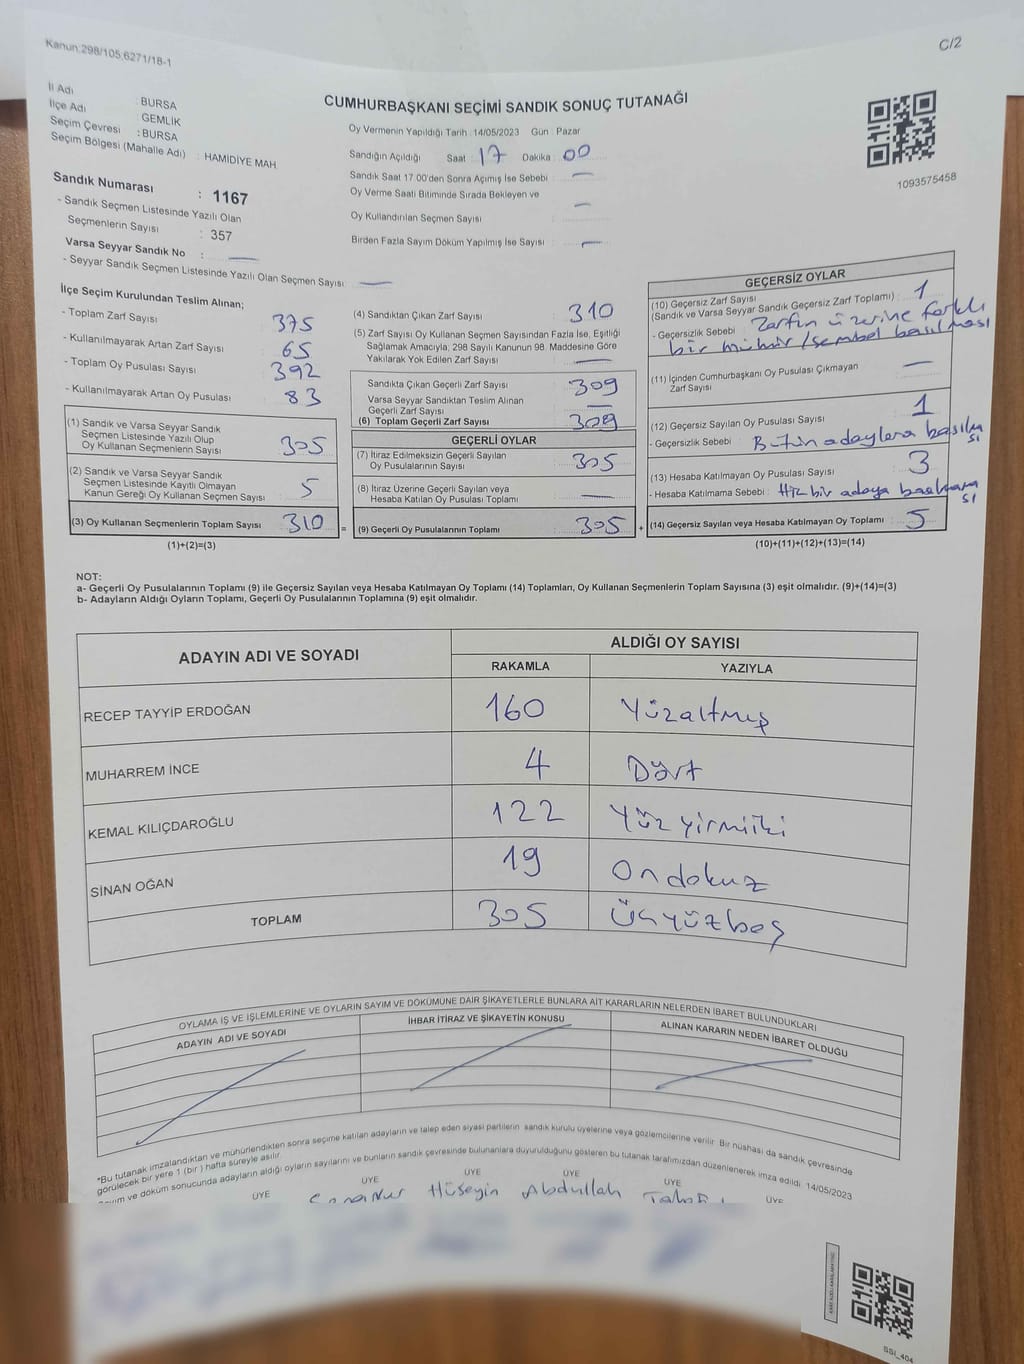 Kanun:298/105,6271/18-1
C/2
CUMHURBAŞKANI SEÇİMİ SANDIK SONUÇ TUTANAĞI
İl Adı : BURSA
İlçe Adı : GEMLİK
Seçim Çevresi : BURSA
Seçim Bölgesi (Mahalle Adı) : HAMIDİYE MAH.
Sandık Numarası : 1167
- Sandık Seçmen Listesinde Yazılı Olan
Seçmenlerin Sayısı : 357
Varsa Seyyar Sandık No : —
- Seyyar Sandık Seçmen Listesinde Yazılı Olan Seçmen Sayısı: —
Oy Vermenin Yapıldığı Tarih : 14/05/2023 Gün : Pazar
Sandığın Açıldığı Saat : 17 Dakika : 00
Sandık Saat 17:00'den Sonra Açımış İse Sebebi : —
Oy Verme Saati Bitiminde Sırada Bekleyen ve
Oy Kullandırılan Seçmen Sayısı : —
Birden Fazla Sayım Döküm Yapılmış İse Sayısı : —
1093575458
İlçe Seçim Kurulundan Teslim Alınan;
- Toplam Zarf Sayısı : 375
- Kullanılmayarak Artan Zarf Sayısı : 65
- Toplam Oy Pusulası Sayısı : 392
- Kullanılmayarak Artan Oy Pusulası : 83
(1) Sandık ve Varsa Seyyar Sandık
Seçmen Listesinde Yazılı Olup
Oy Kullanan Seçmenlerin Sayısı : 305
(2) Sandık ve Varsa Seyyar Sandık
Seçmen Listesinde Kayıtlı Olmayan
Kanun Gereği Oy Kullanan Seçmen Sayısı : 5
(3) Oy Kullanan Seçmenlerin Toplam Sayısı : 310
(1)+(2)=(3)
(4) Sandıktan Çıkan Zarf Sayısı : 310
(5) Zarf Sayısı Oy Kullanan Seçmen Sayısından Fazla İse, Eşitliği
Sağlamak Amacıyla; 298 Sayılı Kanunun 98. Maddesine Göre
Yakılarak Yok Edilen Zarf Sayısı : —
Sandıkta Çıkan Geçerli Zarf Sayısı : 309
Varsa Seyyar Sandıktan Teslim Alınan
Geçerli Zarf Sayısı : —
(6) Toplam Geçerli Zarf Sayısı : 309
GEÇERLİ OYLAR
(7) İtiraz Edilmeksizin Geçerli Sayılan
Oy Pusulalarının Sayısı : 305
(8) İtiraz Üzerine Geçerli Sayılan veya
Hesaba Katılan Oy Pusulası Toplamı : —
= (9) Geçerli Oy Pusulalarının Toplamı : 305 +
GEÇERSİZ OYLAR
(10) Geçersiz Zarf Sayısı
(Sandık ve Varsa Seyyar Sandık Geçersiz Zarf Toplamı) : 1
- Geçersizlik Sebebi : Zarfın üzerine farklı
bir mühür/sembol basılması
(11) İçinden Cumhurbaşkanı Oy Pusulası Çıkmayan
Zarf Sayısı : —
(12) Geçersiz Sayılan Oy Pusulası Sayısı : 1
- Geçersizlik Sebebi : Bütün adaylara basılma
sı
(13) Hesaba Katılmayan Oy Pusulası Sayısı : 3
- Hesaba Katılmama Sebebi : Hiz bir adaya basılmama
sı
(14) Geçersiz Sayılan veya Hesaba Katılmayan Oy Toplamı : 5
(10)+(11)+(12)+(13)=(14)
NOT:
a- Geçerli Oy Pusulalarının Toplamı (9) ile Geçersiz Sayılan veya Hesaba Katılmayan Oy Toplamı (14) Toplamları, Oy Kullanan Seçmenlerin Toplam Sayısına (3) eşit olmalıdır. (9)+(14)=(3)
b- Adayların Aldığı Oyların Toplamı, Geçerli Oy Pusulalarının Toplamına (9) eşit olmalıdır.
ADAYIN ADI VE SOYADI
ALDIĞI OY SAYISI
RAKAMLA YAZIYLA
RECEP TAYYİP ERDOĞAN 160 Yüzaltmış
MUHARREM İNCE 4 Dört
KEMAL KILIÇDAROĞLU 122 Yüz yirmiiki
SİNAN OĞAN 19 Ondokuz
TOPLAM 305 Üçyüzbeş
OYLAMA İŞ VE İŞLEMLERİNE VE OYLARIN SAYIM VE DÖKÜMÜNE DAİR ŞİKAYETLERLE BUNLARA AİT KARARLARIN NELERDEN İBARET BULUNDUKLARI
ADAYIN ADI VE SOYADI
İHBAR İTİRAZ VE ŞİKAYETİN KONUSU
ALINAN KARARIN NEDEN İBARET OLDUĞU
*Bu tutanak imzalandıktan ve mühürlendikten sonra seçime katılan adayların ve talep eden siyasi partilerin sandık kurulu üyelerine veya gözlemcilerine verilir. Bir nüshası da sandık çevresinde
görülecek bir yere 1 (bir) hafta süreyle asılır.
ve döküm sonucunda adayların aldığı oyların sayılarını ve bunların sandık çevresinde bulunanlara duyurulduğunu gösteren bu tutanak tarafımızdan düzenlenerek imza edildi. 14/05/2023
ÜYE ÜYE ÜYE ÜYE ÜYE ÜYE
Hüseyin Abdullah
SSI_404